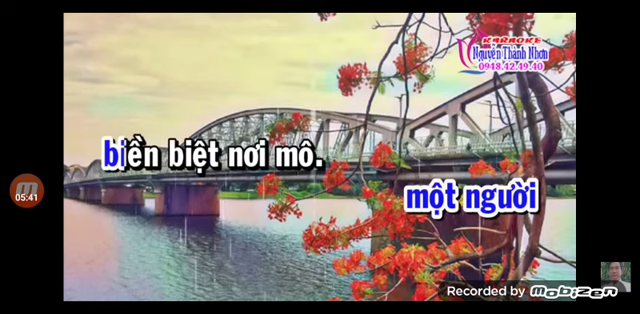 KARAOKE
Nguyễn Thành Nhơn
0948.42.49.40
biền biệt nơi mô.
một người
05:41
Recorded by
mobizen